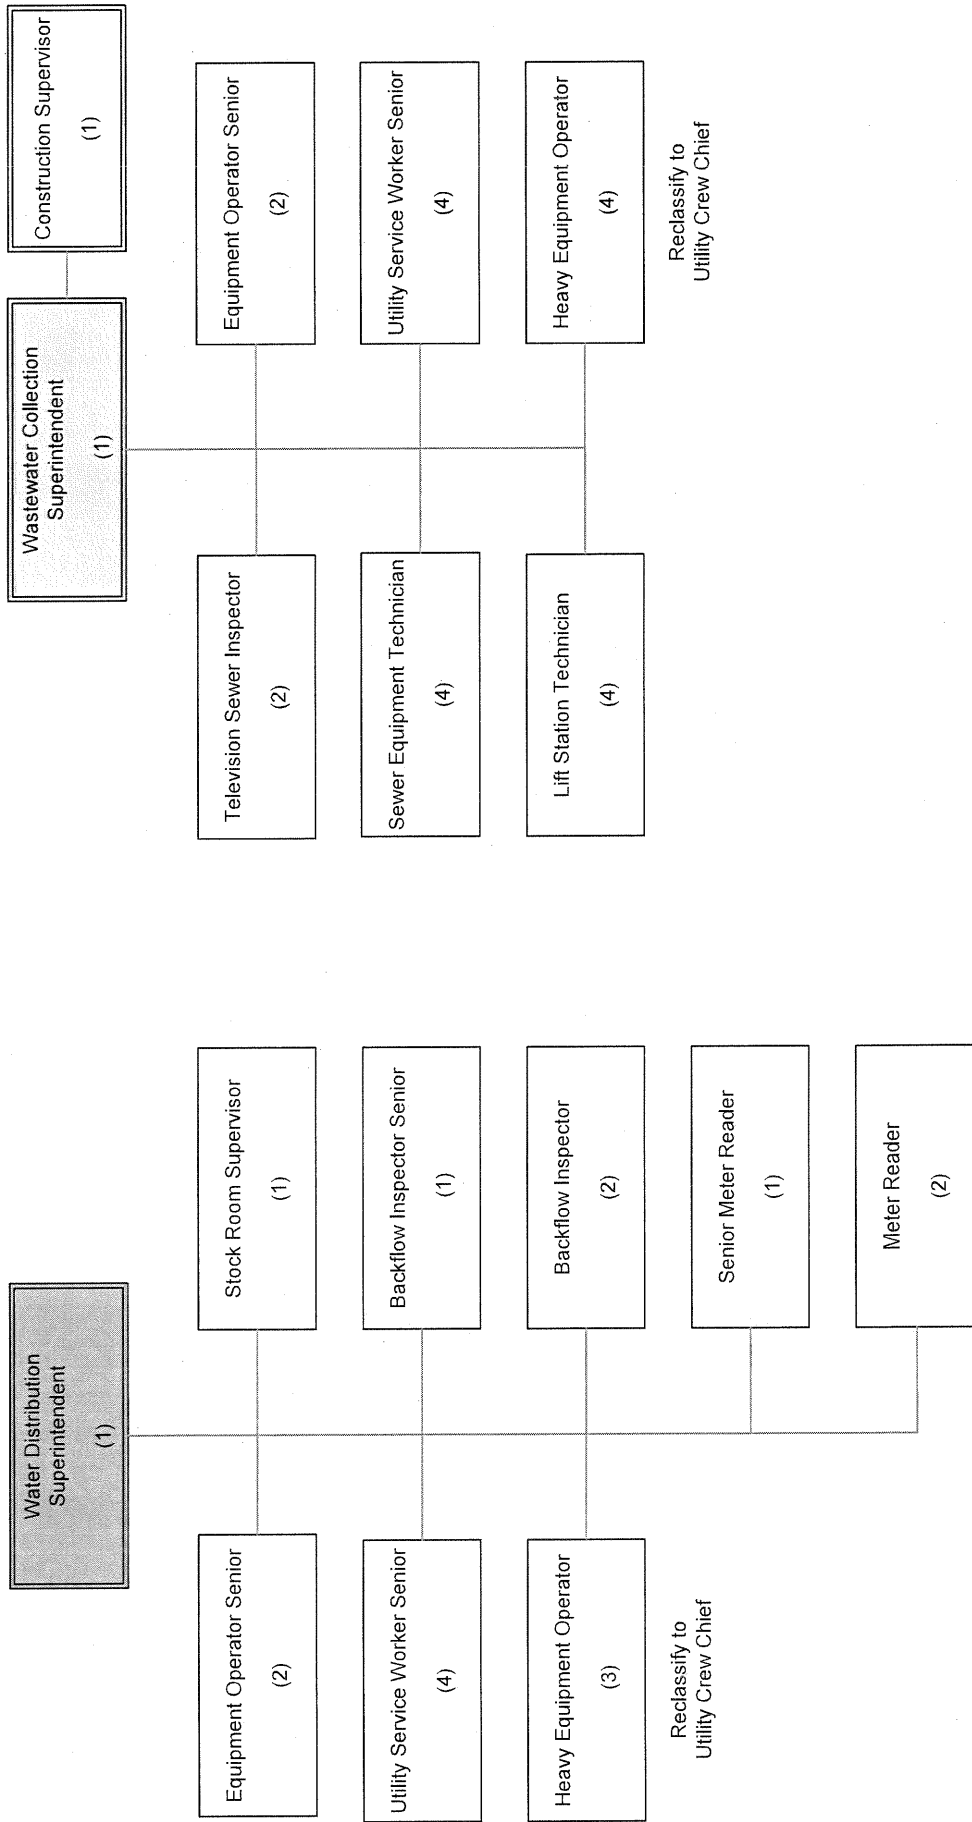 Water Distribution
Superintendent
(1)
Equipment Operator Senior
(2)
Stock Room Supervisor
(1)
Utility Service Worker Senior
(4)
Backflow Inspector Senior
(1)
Heavy Equipment Operator
(3)
Backflow Inspector
(2)
Reclassify to
Utility Crew Chief
Senior Meter Reader
(1)
Meter Reader
(2)
Wastewater Collection
Superintendent
(1)
Construction Supervisor
(1)
Television Sewer Inspector
(2)
Equipment Operator Senior
(2)
Sewer Equipment Technician
(4)
Utility Service Worker Senior
(4)
Lift Station Technician
(4)
Heavy Equipment Operator
(4)
Reclassify to
Utility Crew Chief